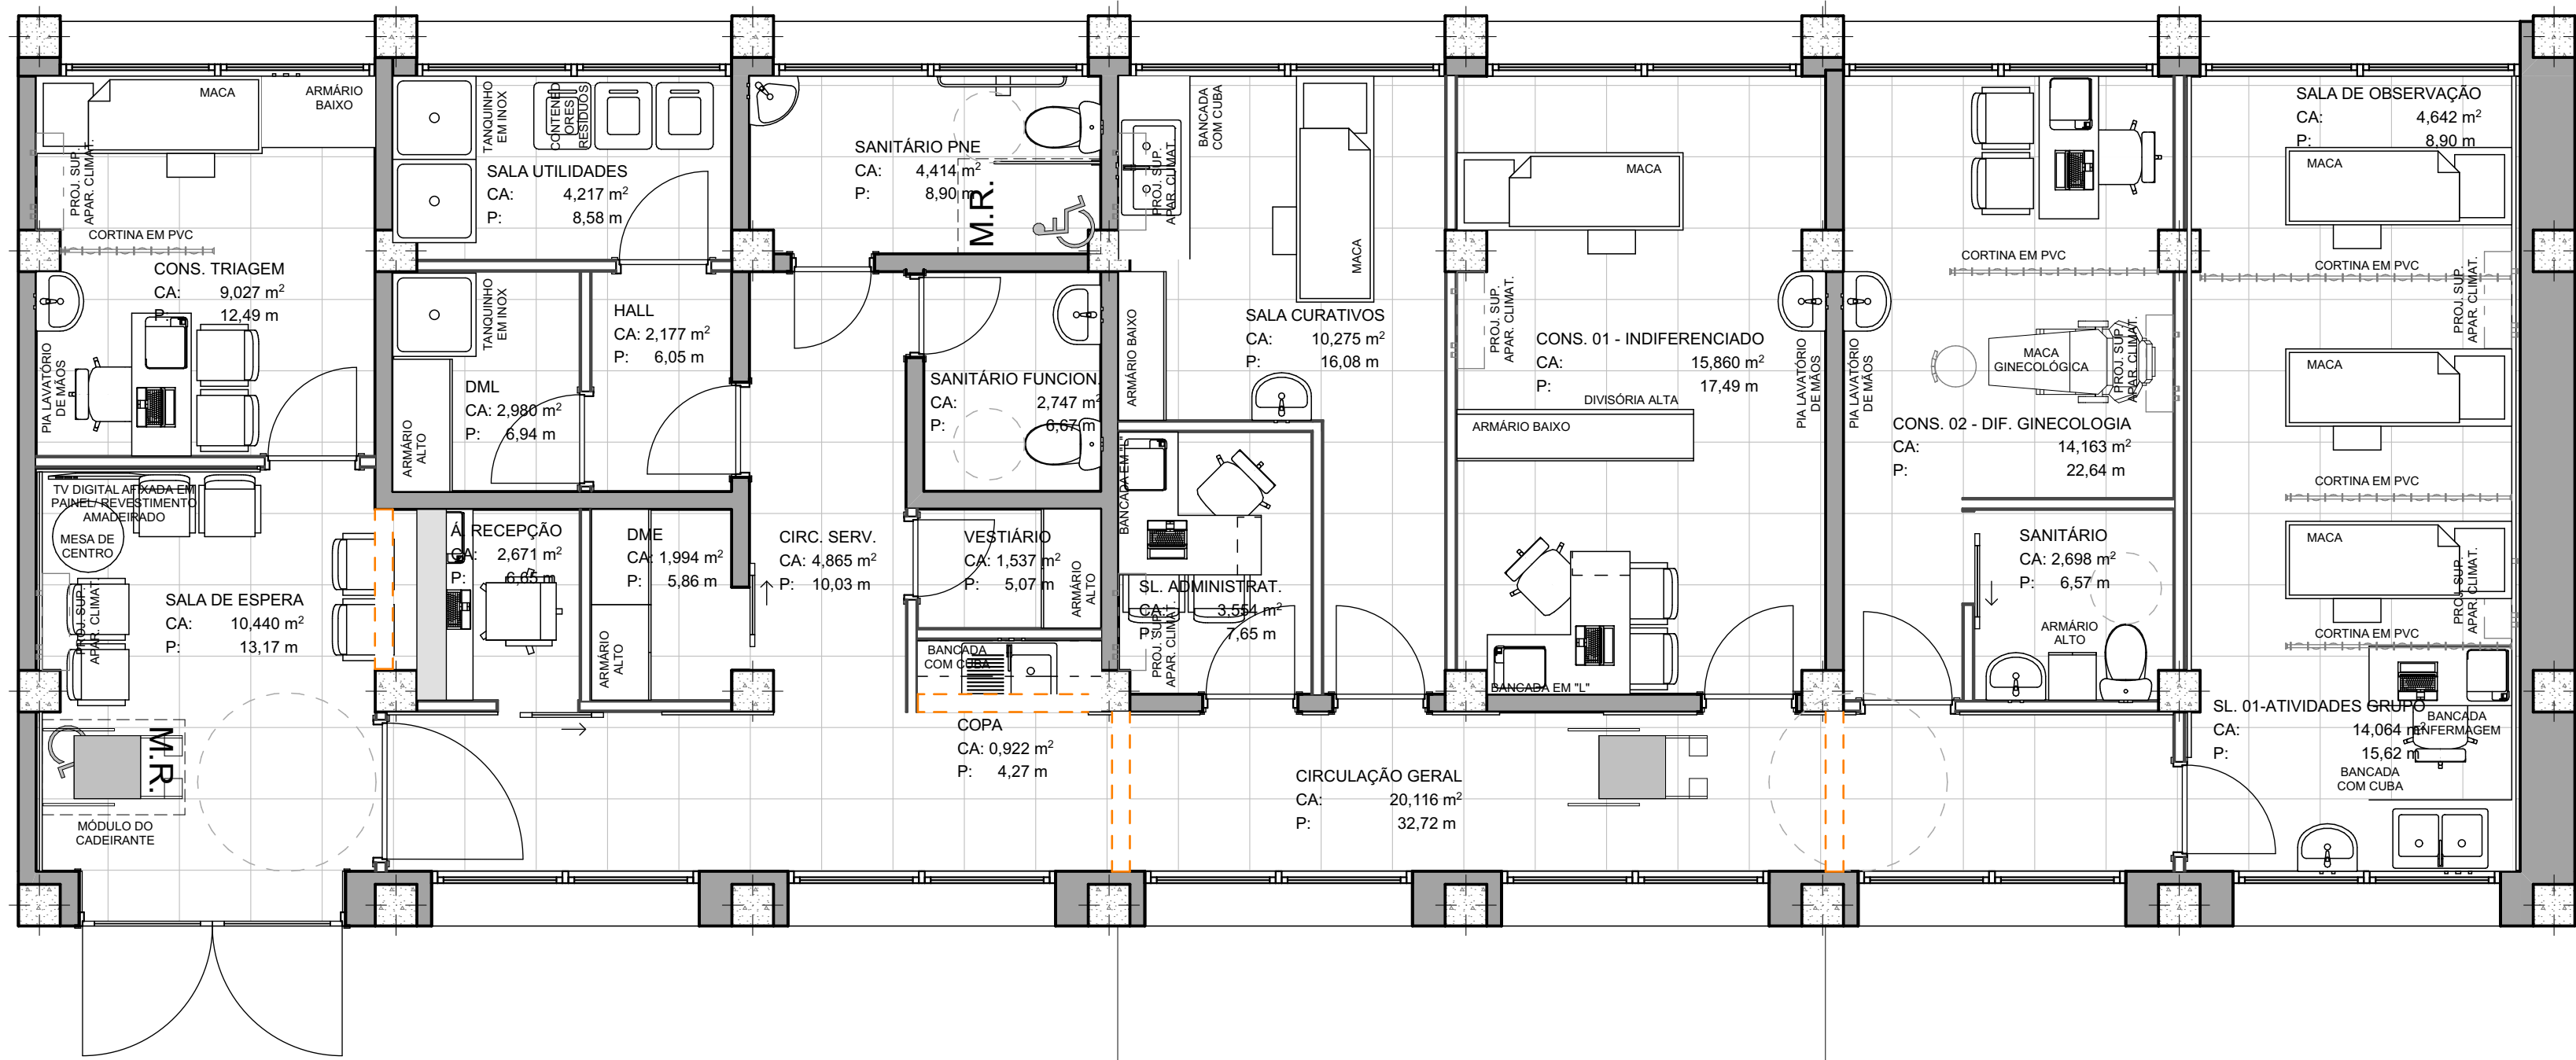 MACA
ARMÁRIO
BAIXO
PROJ. SUP.
APAR. CLIMAT.
CORTINA EM PVC
CONS. TRIAGEM
CA: 9,027 m²
P: 12,49 m
PIA LAVATÓRIO
DE MÃOS
TANQUINHO
EM INOX
CONTENED
ORES
RESÍDUOS
SALA UTILIDADES
CA: 4,217 m²
P: 8,58 m
TANQUINHO
EM INOX
HALL
CA: 2,177 m²
P: 6,05 m
DML
CA: 2,980 m²
P: 6,94 m
ARMÁRIO
ALTO
SANITÁRIO PNE
CA: 4,414 m²
P: 8,90 m
M.R.
SANITÁRIO FUNCION.
CA: 2,747 m²
P: 6,67 m
BANCADA
COM CUBA
PROJ. SUP.
APAR. CLIMAT.
MACA
ARMÁRIO BAIXO
SALA CURATIVOS
CA: 10,275 m²
P: 16,08 m
MACA
PROJ. SUP.
APAR. CLIMAT.
CONS. 01 - INDIFERENCIADO
CA: 15,860 m²
P: 17,49 m
DIVISÓRIA ALTA
ARMÁRIO BAIXO
PIA LAVATÓRIO
DE MÃOS
PIA LAVATÓRIO
DE MÃOS
CORTINA EM PVC
MACA
GINECOLÓGICA
PROJ. SUP.
APAR. CLIMAT.
CONS. 02 - DIF. GINECOLOGIA
CA: 14,163 m²
P: 22,64 m
SALA DE OBSERVAÇÃO
CA: 4,642 m²
P: 8,90 m
MACA
CORTINA EM PVC
PROJ. SUP.
APAR. CLIMAT.
MACA
CORTINA EM PVC
MACA
PROJ. SUP.
APAR. CLIMAT.
CORTINA EM PVC
TV DIGITAL AFIXADA EM
PAINEL/ REVESTIMENTO
AMADEIRADO
MESA DE
CENTRO
PROJ. SUP.
APAR. CLIMAT.
SALA DE ESPERA
CA: 10,440 m²
P: 13,17 m
M.R.
MÓDULO DO
CADEIRANTE
Á. RECEPÇÃO
CA: 2,671 m²
P: 6,65 m
DME
CA: 1,994 m²
P: 5,86 m
ARMÁRIO
ALTO
CIRC. SERV.
CA: 4,865 m²
P: 10,03 m
VESTIÁRIO
CA: 1,537 m²
P: 5,07 m
ARMÁRIO
ALTO
BANCADA
COM CUBA
COPA
CA: 0,922 m²
P: 4,27 m
BANCADA EM "L"
SL. ADMINISTRAT.
CA: 3,554 m²
P: 7,65 m
PROJ. SUP.
APAR. CLIMAT.
BANCADA EM "L"
CIRCULAÇÃO GERAL
CA: 20,116 m²
P: 32,72 m
SANITÁRIO
CA: 2,698 m²
P: 6,57 m
ARMÁRIO
ALTO
SL. 01-ATIVIDADES GRUPO
CA: 14,064 m²
P: 15,62 m
BANCADA
ENFERMAGEM
BANCADA
COM CUBA